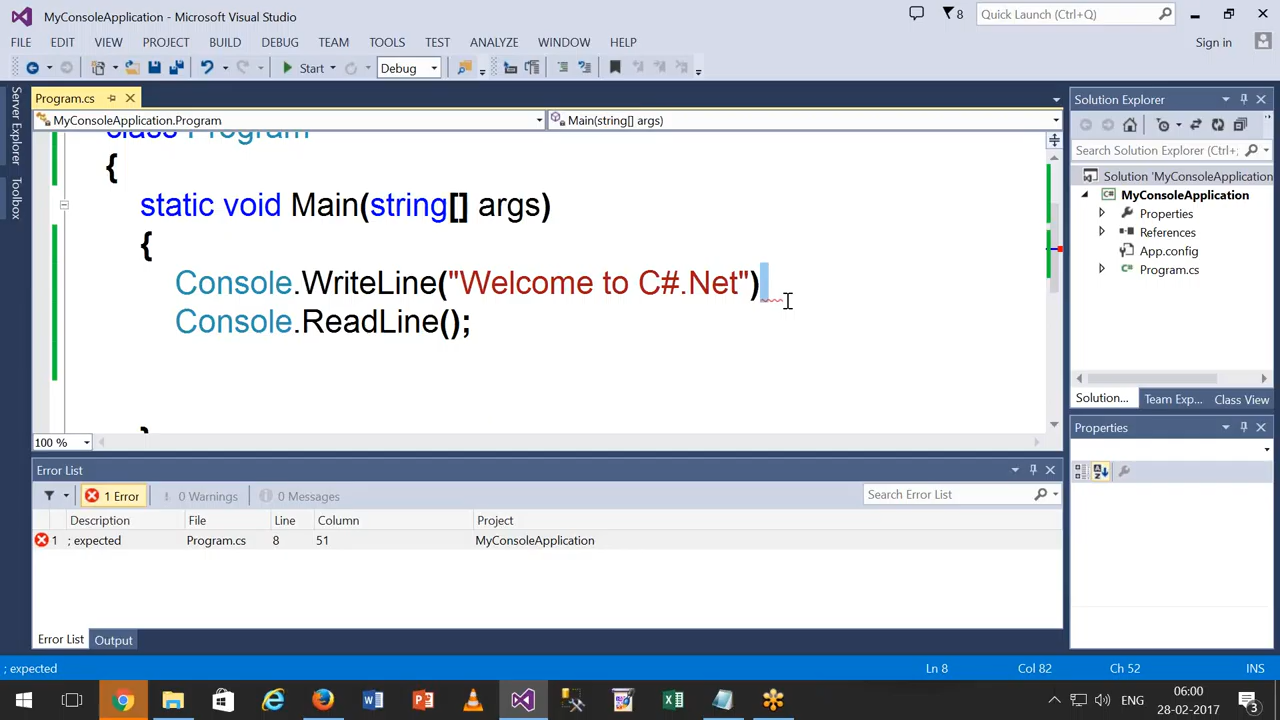 MyConsoleApplication - Microsoft Visual Studio
8
Quick Launch (Ctrl+Q)
FILE EDIT VIEW PROJECT BUILD DEBUG TEAM TOOLS TEST ANALYZE WINDOW HELP
Sign in
Start
Debug
Server Explorer
Toolbox
Program.cs
MyConsoleApplication.Program
Main(string[] args)
class Program
{
static void Main(string[] args)
{
Console.WriteLine("Welcome to C#.Net")
Console.ReadLine();
}
100 %
Solution Explorer
Search Solution Explorer (Ctrl+;
Solution 'MyConsoleApplication'
MyConsoleApplication
Properties
References
App.config
Program.cs
Solution... Team Exp... Class View
Properties
Error List
1 Error 0 Warnings 0 Messages
Search Error List
Description File Line Column Project
1 ; expected Program.cs 8 51 MyConsoleApplication
Error List Output
; expected Ln 8 Col 82 Ch 52 INS
ENG
06:00
28-02-2017
3